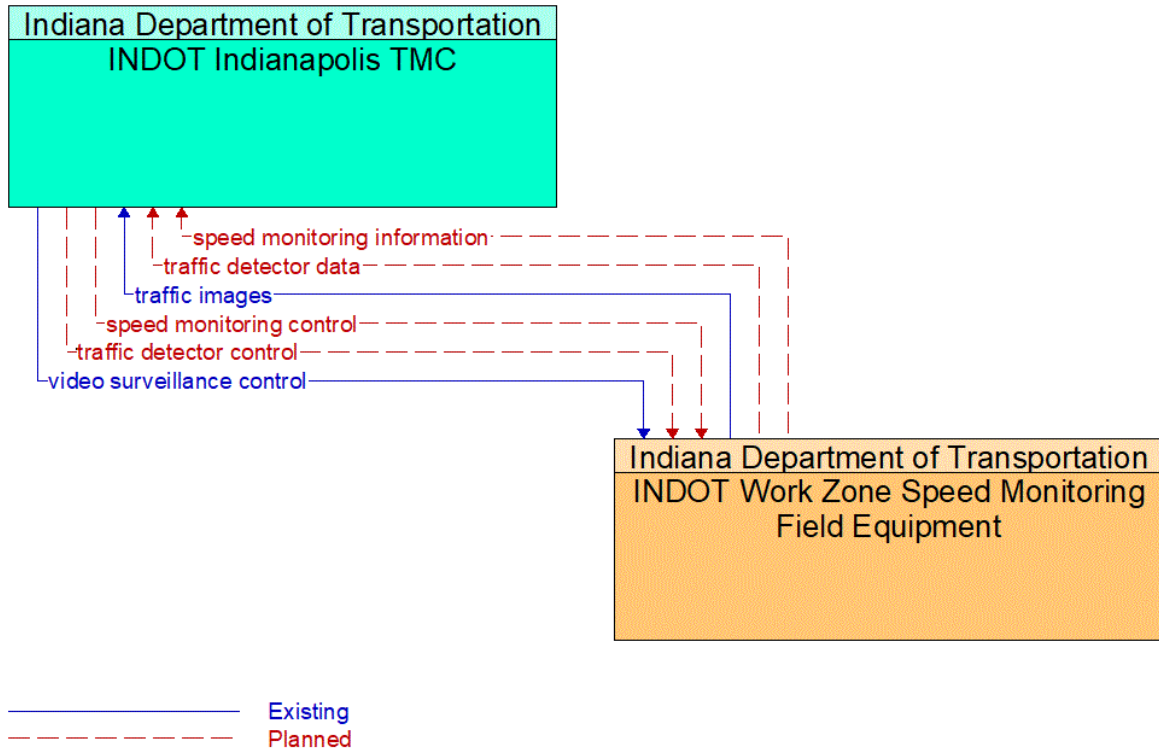 Indiana Department of Transportation
INDOT Indianapolis TMC
speed monitoring information
traffic detector data
traffic images
speed monitoring control
traffic detector control
video surveillance control
Indiana Department of Transportation
INDOT Work Zone Speed Monitoring
Field Equipment
Existing
Planned